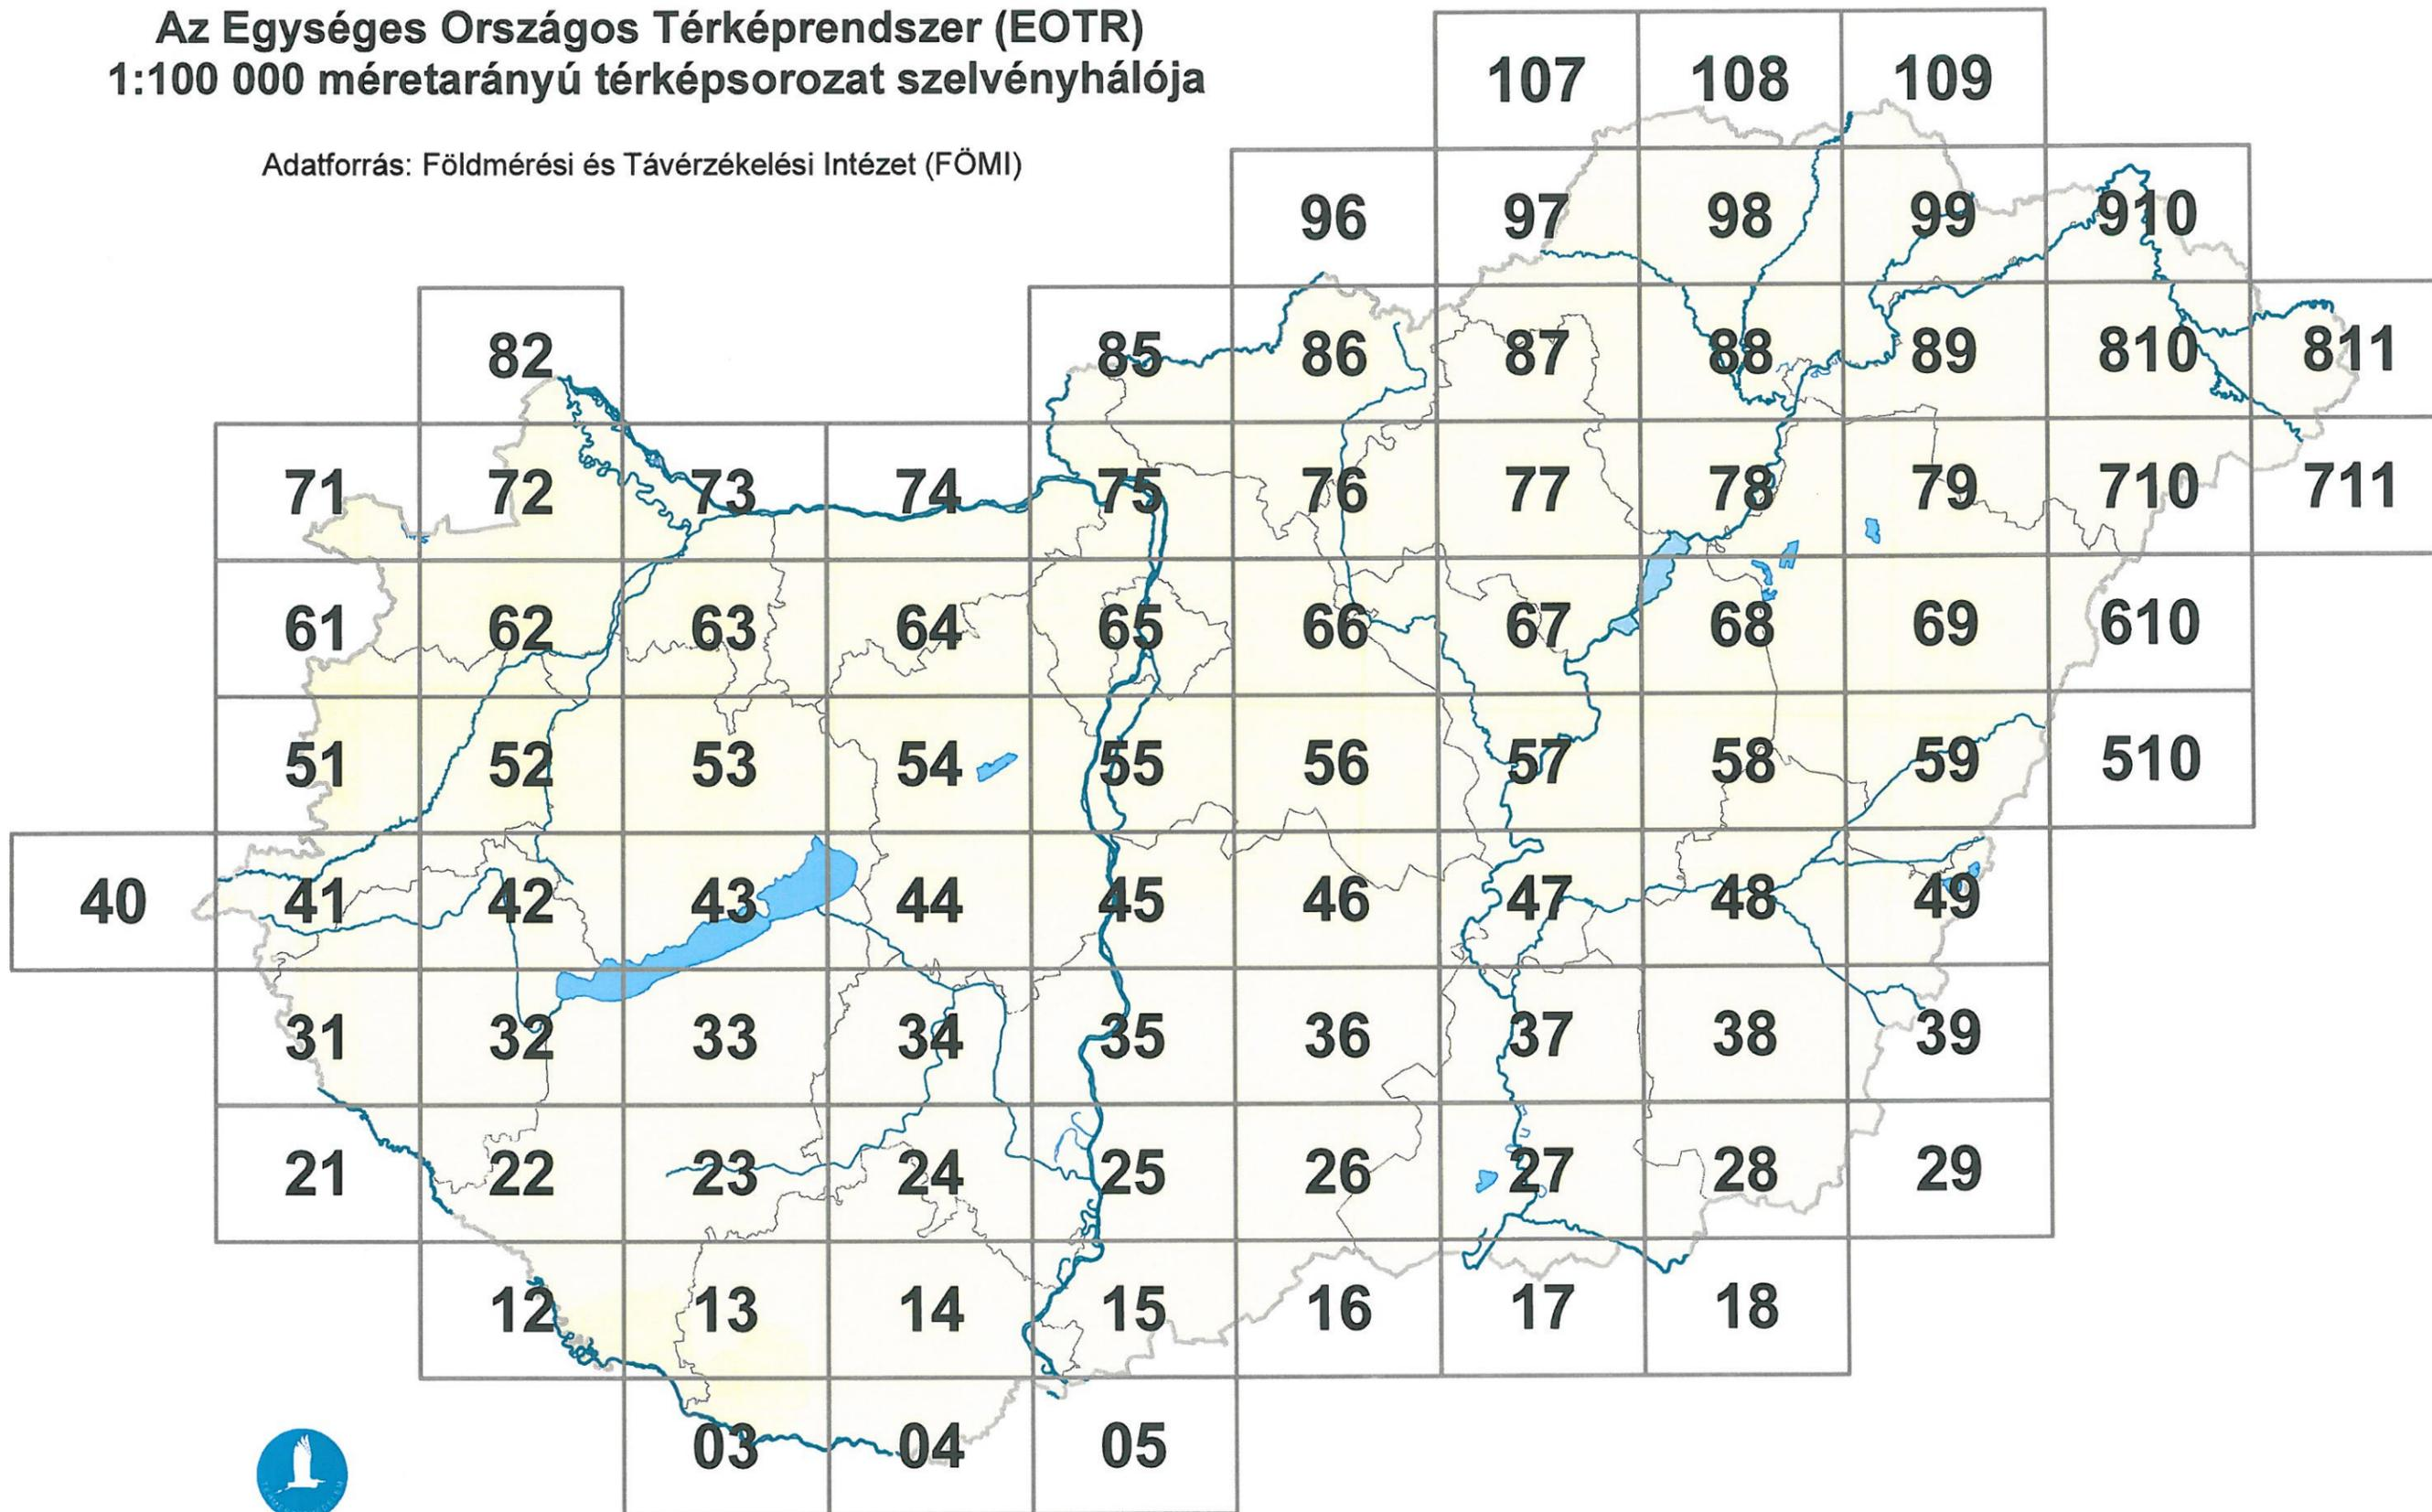 Az Egységes Országos Térképrendszer (EOTR)
1:100 000 méretarányú térképsorozat szelvényhálója
Adatforrás: Földmérési és Távérzékelési Intézet (FÖMI)
107 108 109
96 97 98 99 910
82 85 86 87 88 89 810 811
71 72 73 74 75 76 77 78 79 710 711
61 62 63 64 65 66 67 68 69 610
51 52 53 54 55 56 57 58 59 510
40 41 42 43 44 45 46 47 48 49
31 32 33 34 35 36 37 38 39
21 22 23 24 25 26 27 28 29
12 13 14 15 16 17 18
03 04 05